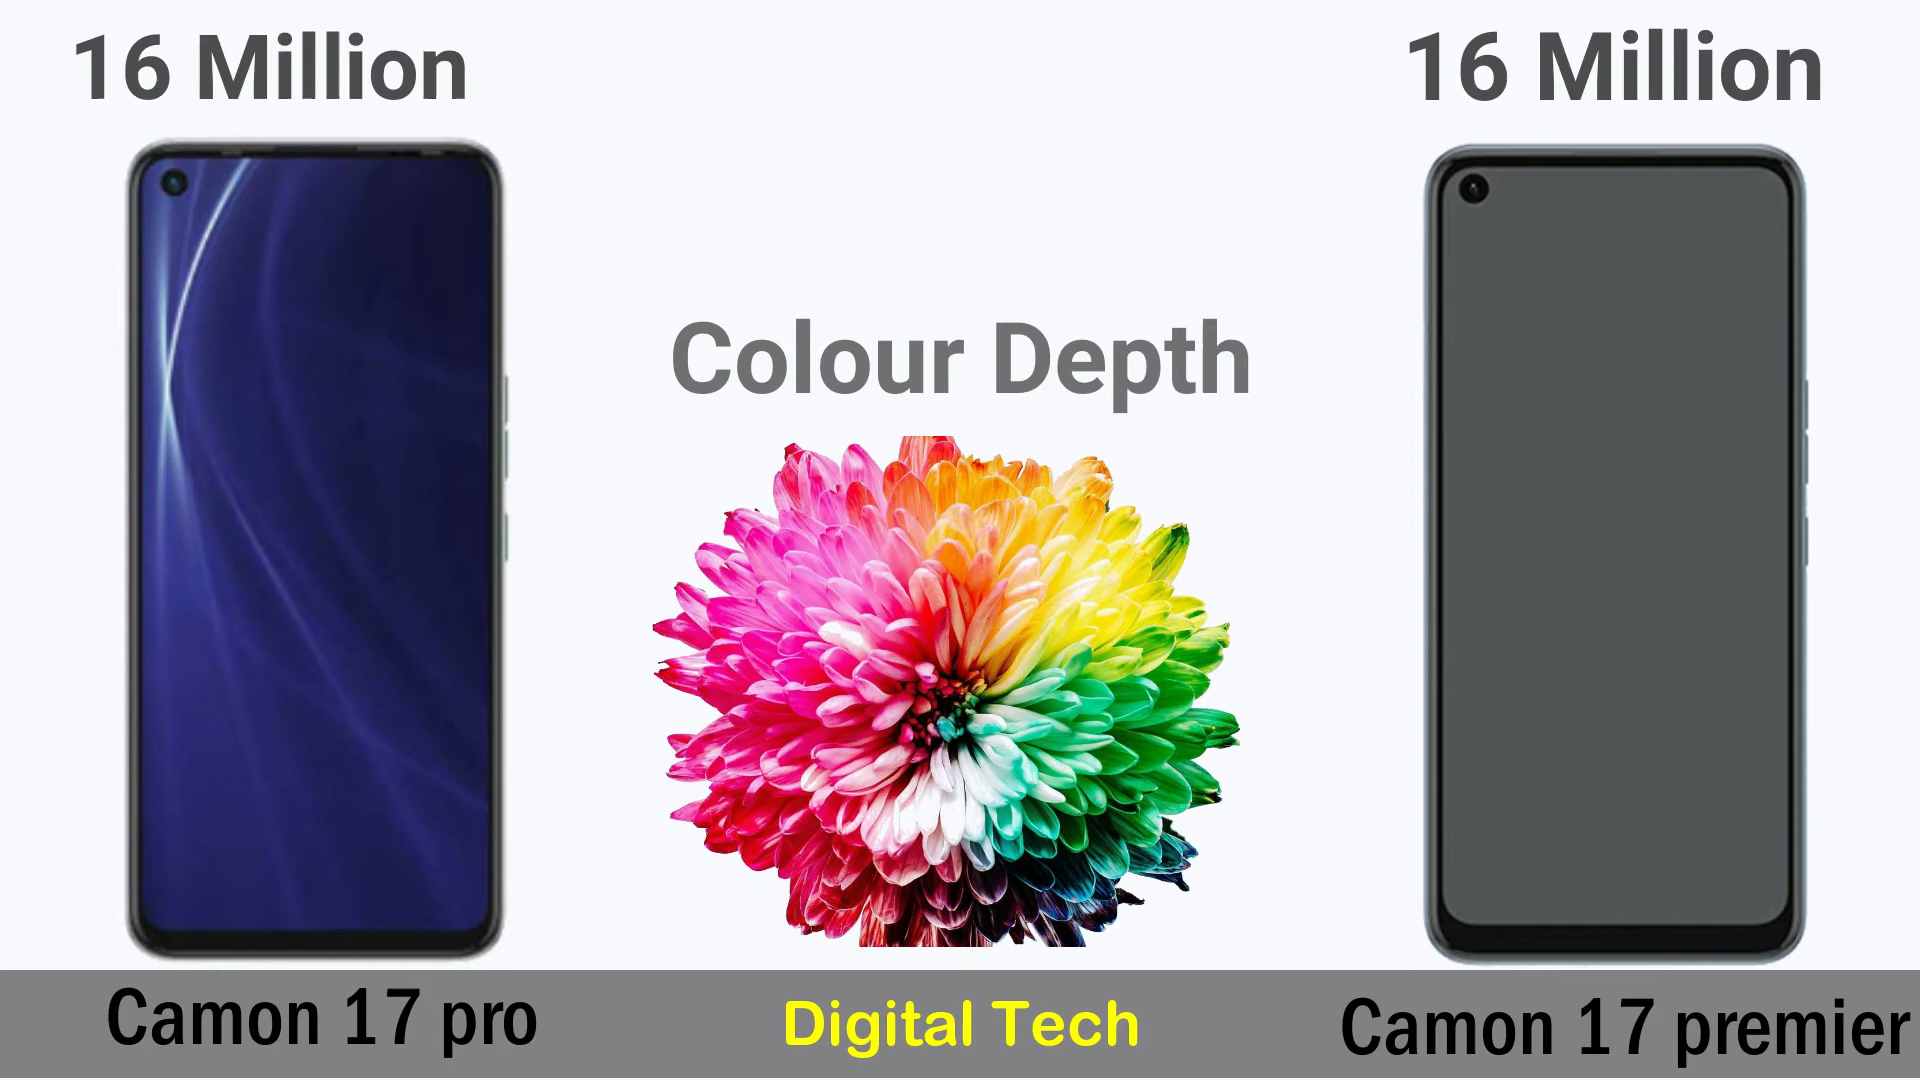 16 Million
16 Million
Colour Depth
Camon 17 pro
Digital Tech
Camon 17 premier